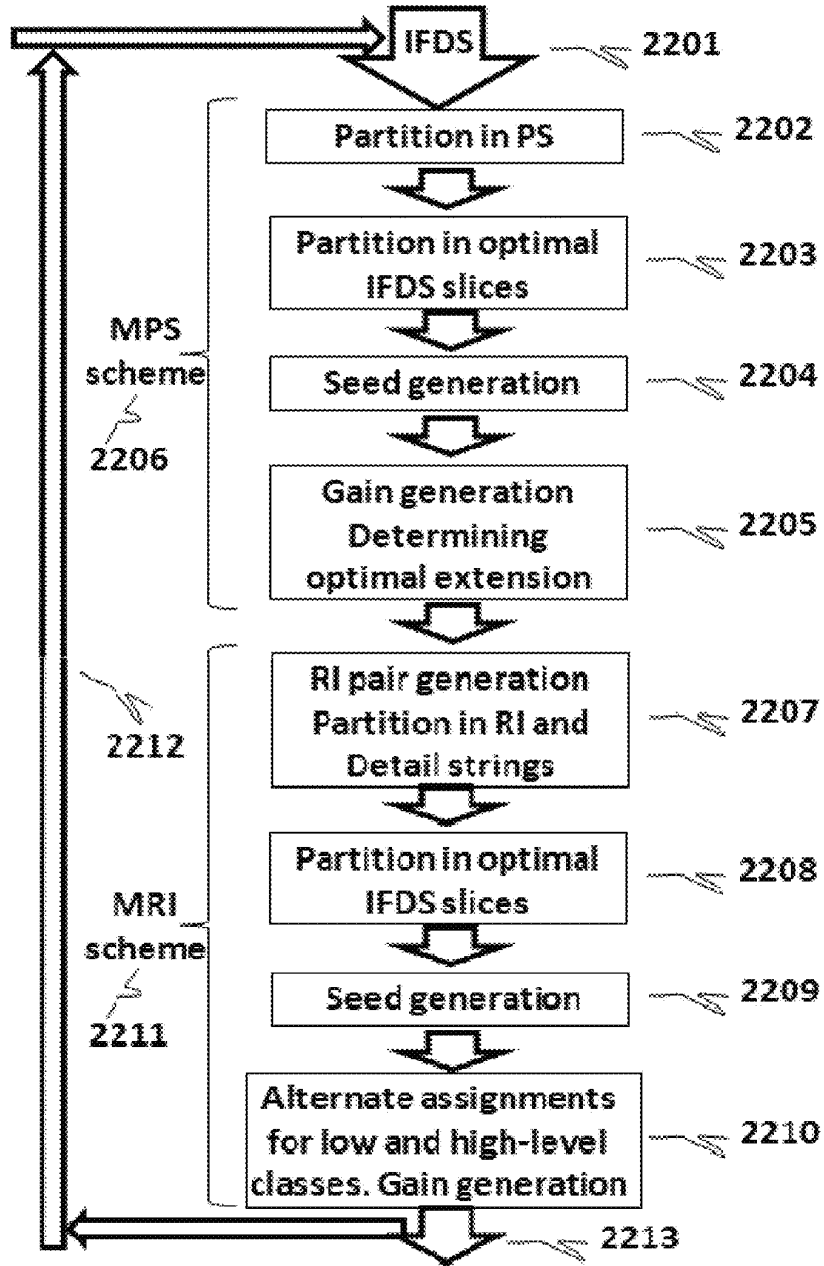 IFDS
2201
Partition in PS
2202
Partition in optimal
IFDS slices
2203
Seed generation
2204
MPS
scheme
2206
Gain generation
Determining
optimal extension
2205
RI pair generation
Partition in RI and
Detail strings
2207
2212
Partition in optimal
IFDS slices
2208
MRI
scheme
2211
Seed generation
2209
Alternate assignments
for low and high-level
classes. Gain generation
2210
2213